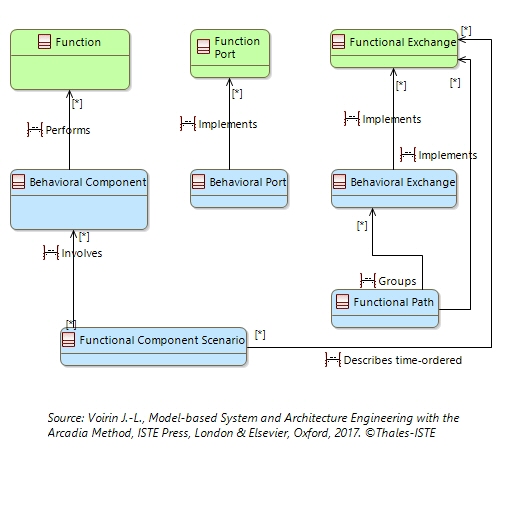 Function
Function
Port
Functional Exchange
[*]
[*]
[*]
[*]
[*]
Performs
Implements
Implements
Implements
Behavioral Component
Behavioral Port
Behavioral Exchange
[*]
[*]
Involves
Groups
Functional Path
[*]
[*]
Functional Component Scenario
Describes time-ordered
Source: Voirin J.-L., Model-based System and Architecture Engineering with the
Arcadia Method, ISTE Press, London & Elsevier, Oxford, 2017. ©Thales-ISTE